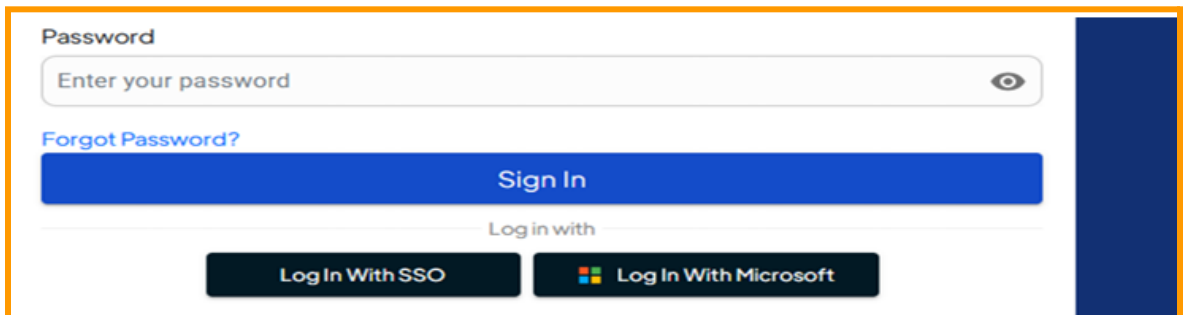 Password
Enter your password
Forgot Password?
Sign In
Log in with
Log In With SSO
Log In With Microsoft